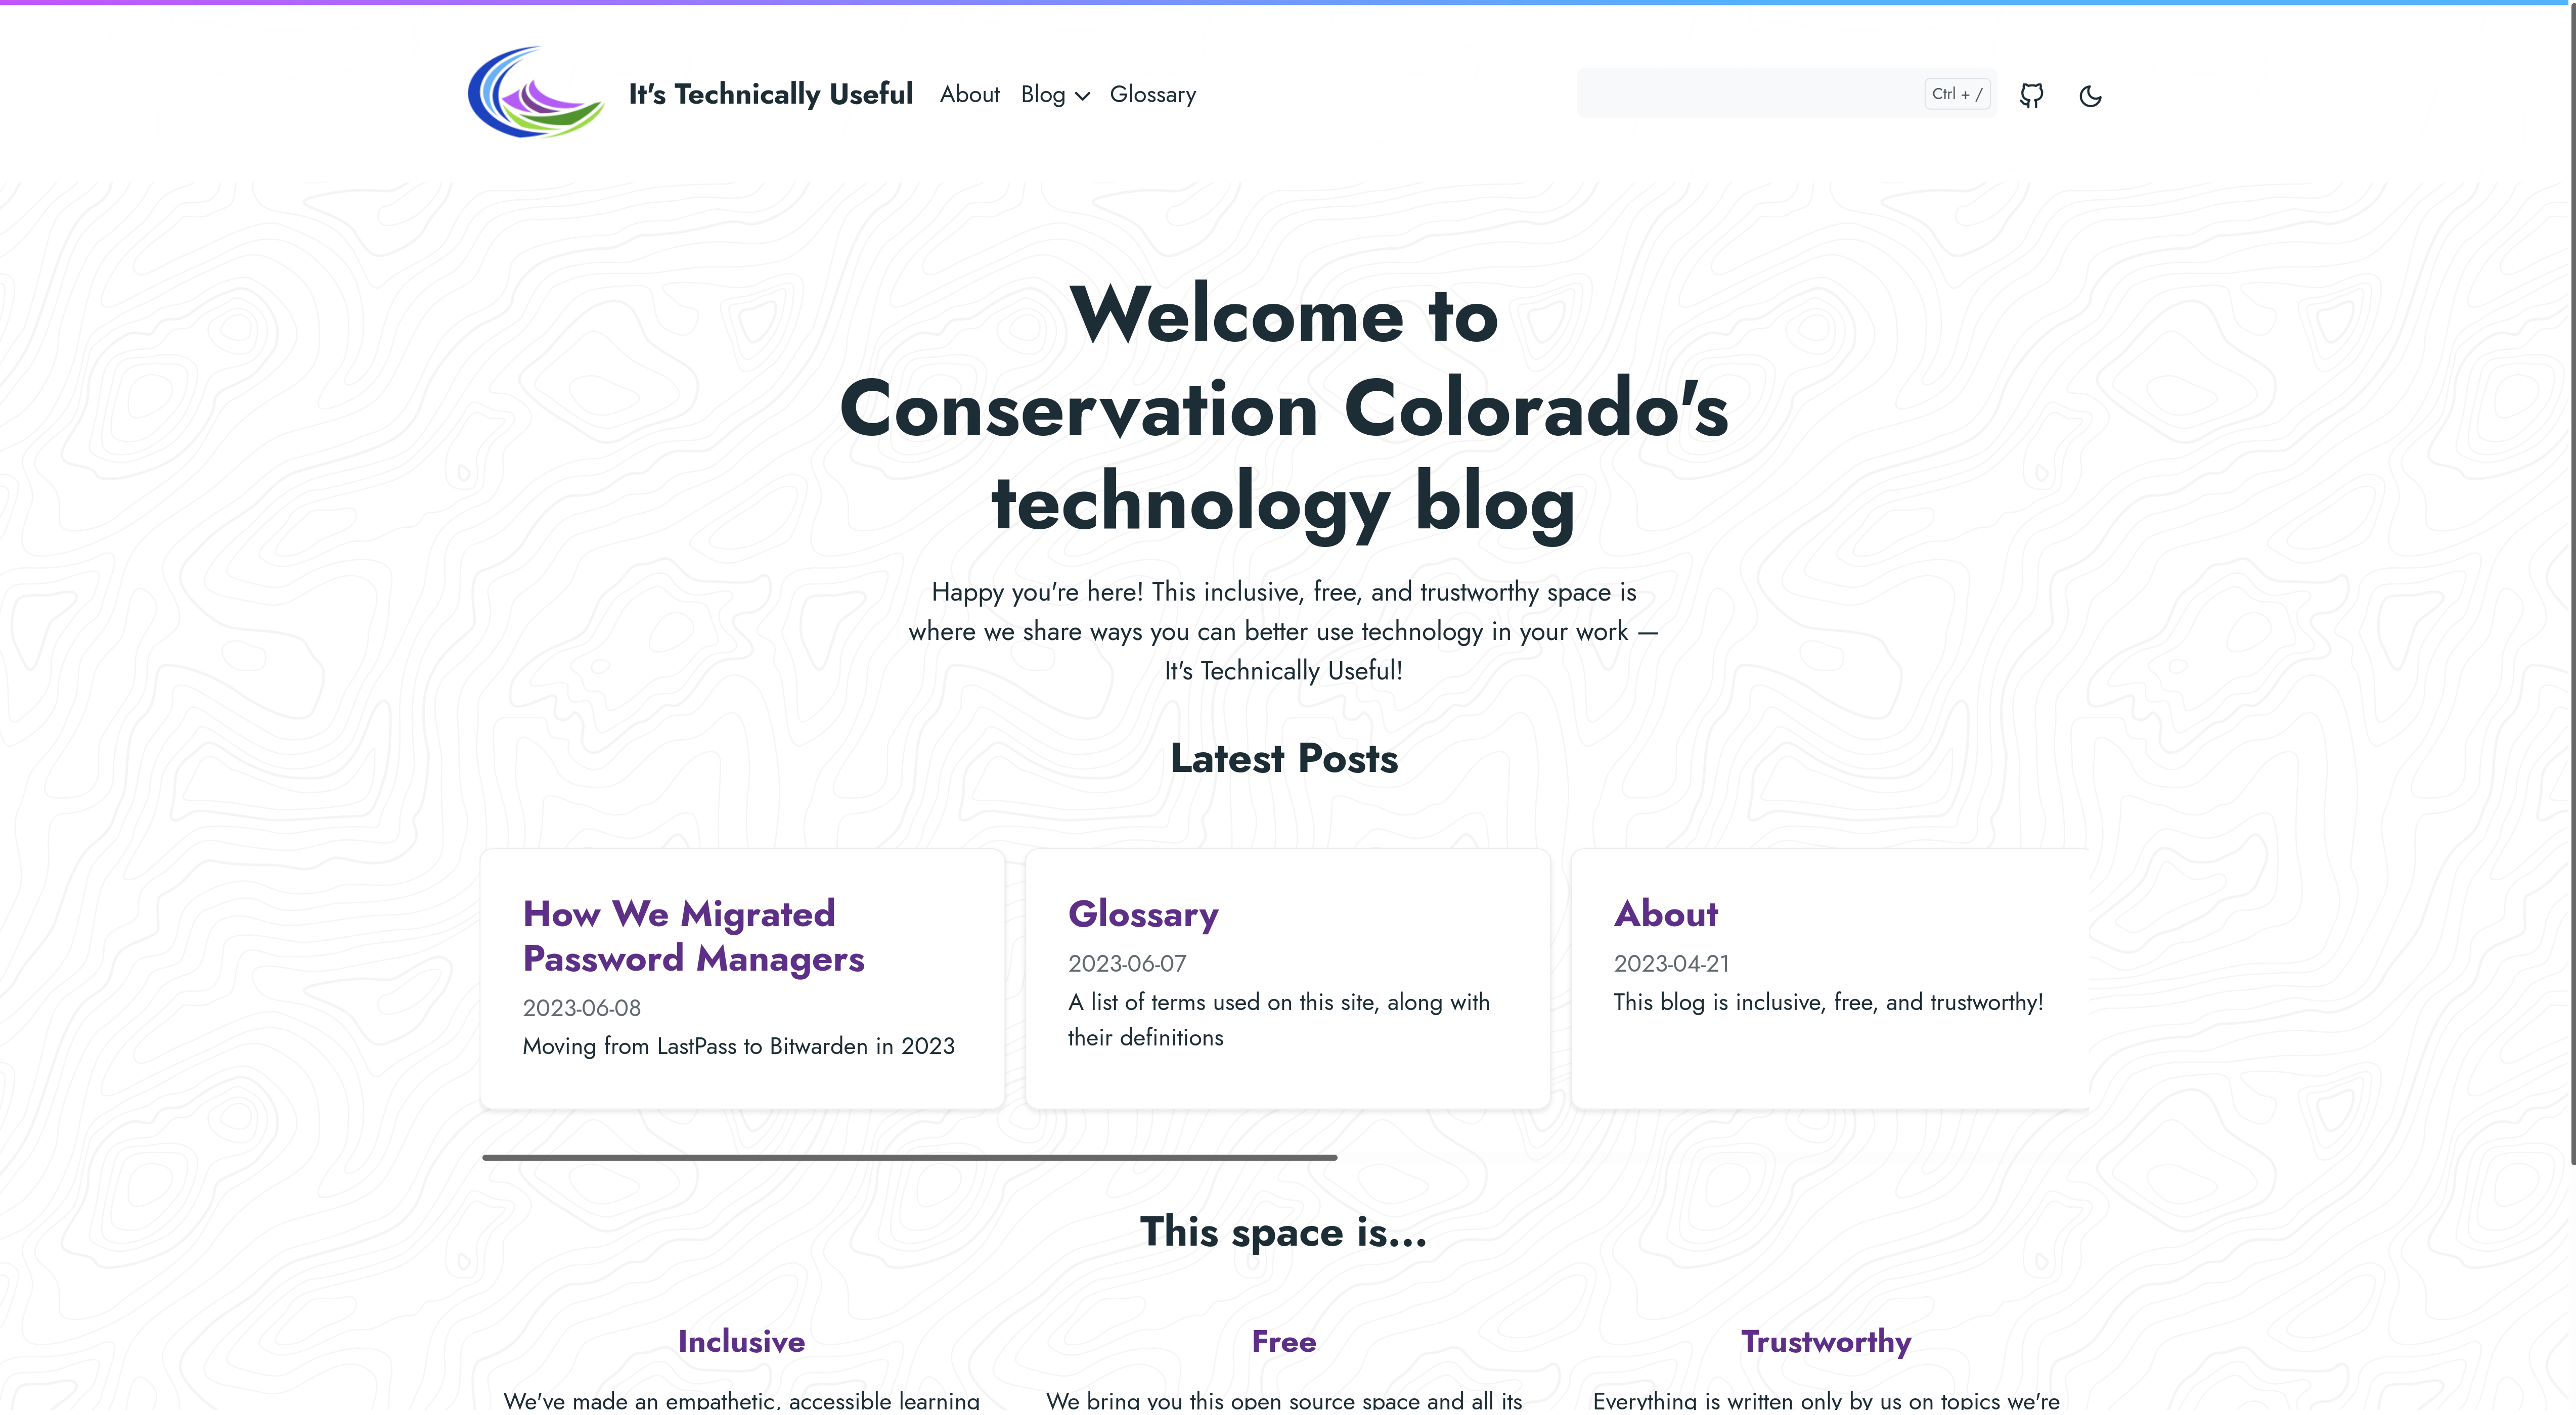 It's Technically Useful
About
Blog
Glossary
Ctrl + /
Welcome to
Conservation Colorado's
technology blog
Happy you're here! This inclusive, free, and trustworthy space is
where we share ways you can better use technology in your work —
It's Technically Useful!
Latest Posts
How We Migrated
Password Managers
2023-06-08
Moving from LastPass to Bitwarden in 2023
Glossary
2023-06-07
A list of terms used on this site, along with
their definitions
About
2023-04-21
This blog is inclusive, free, and trustworthy!
This space is...
Inclusive
We've made an empathetic, accessible learning
Free
We bring you this open source space and all its
Trustworthy
Everything is written only by us on topics we're